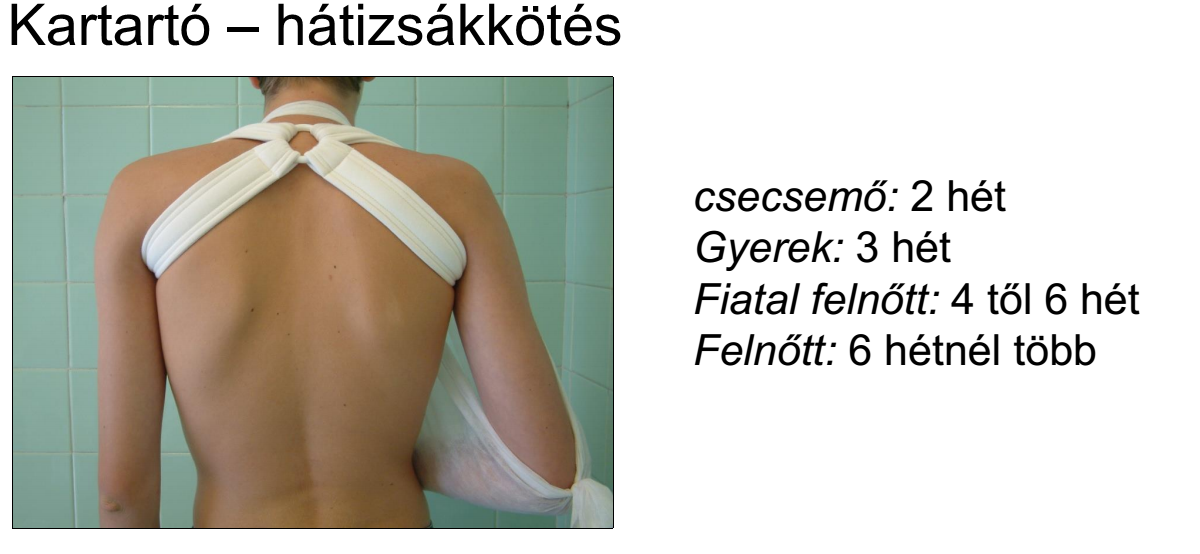 Kartartó – hátizsákkötés
csecsemő: 2 hét
Gyerek: 3 hét
Fiatal felnőtt: 4 től 6 hét
Felnőtt: 6 hétnél több